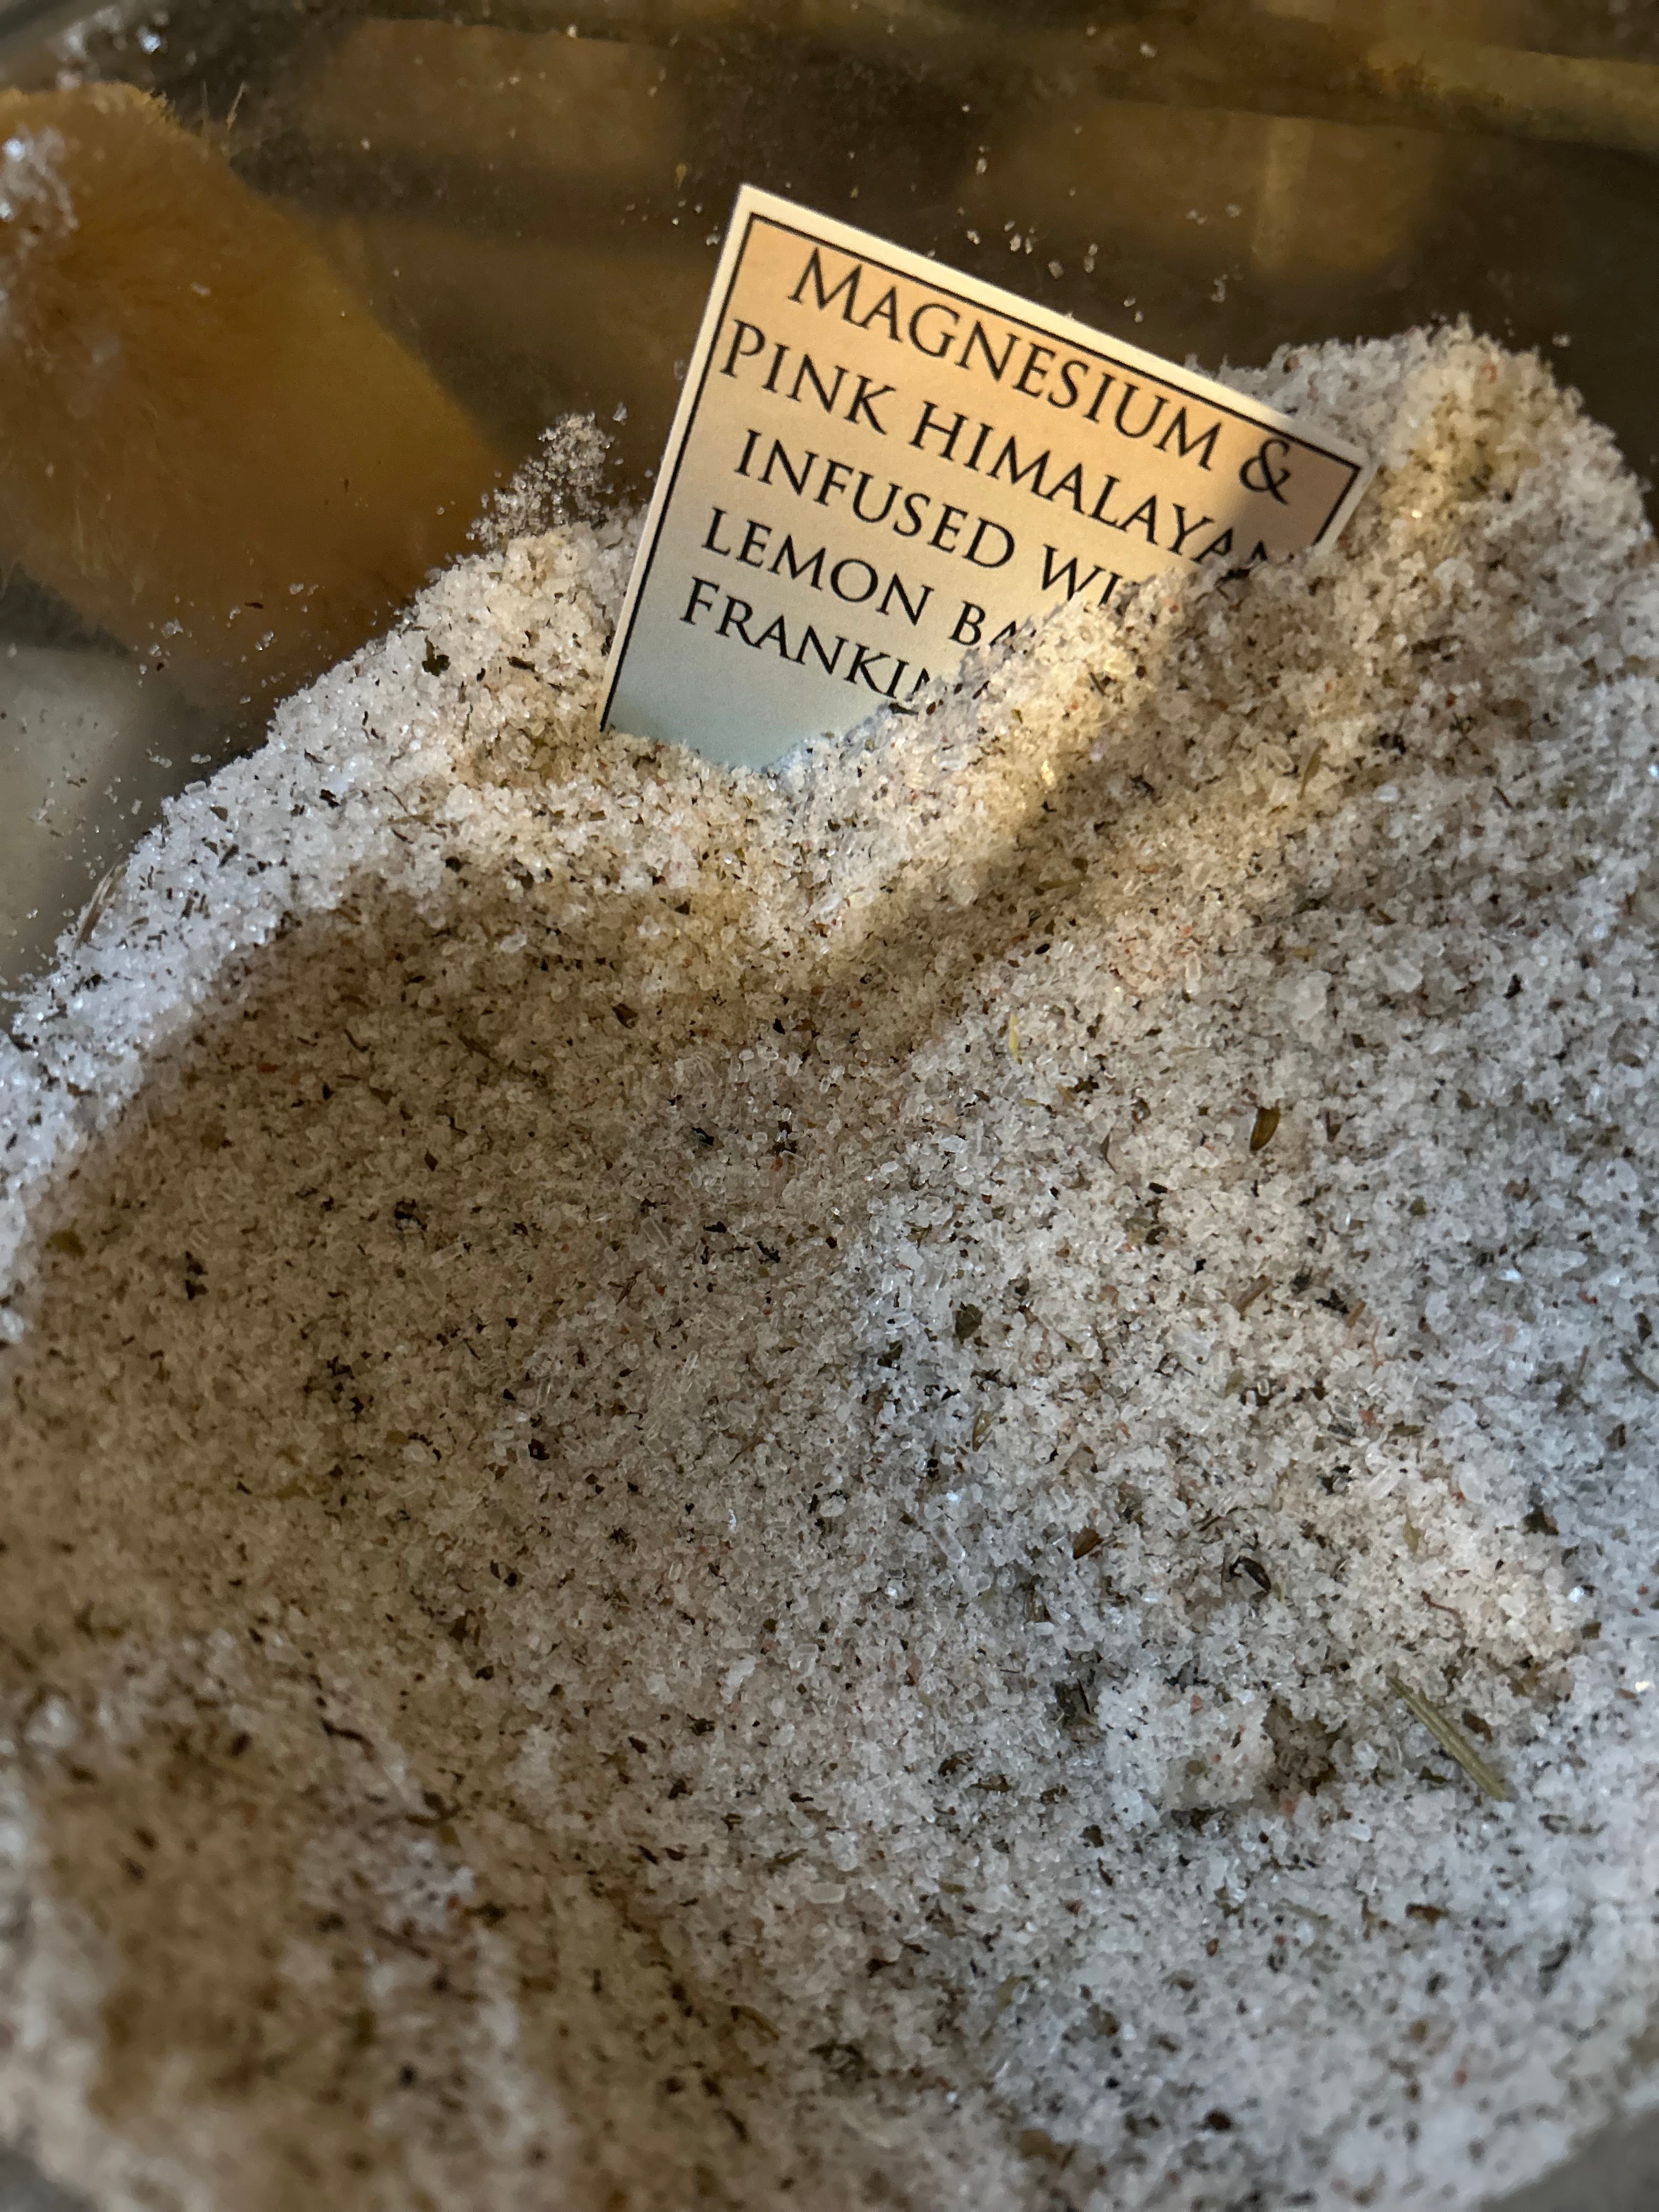 MAGNESIUM &
PINK HIMALAYAN
INFUSED
LEMON